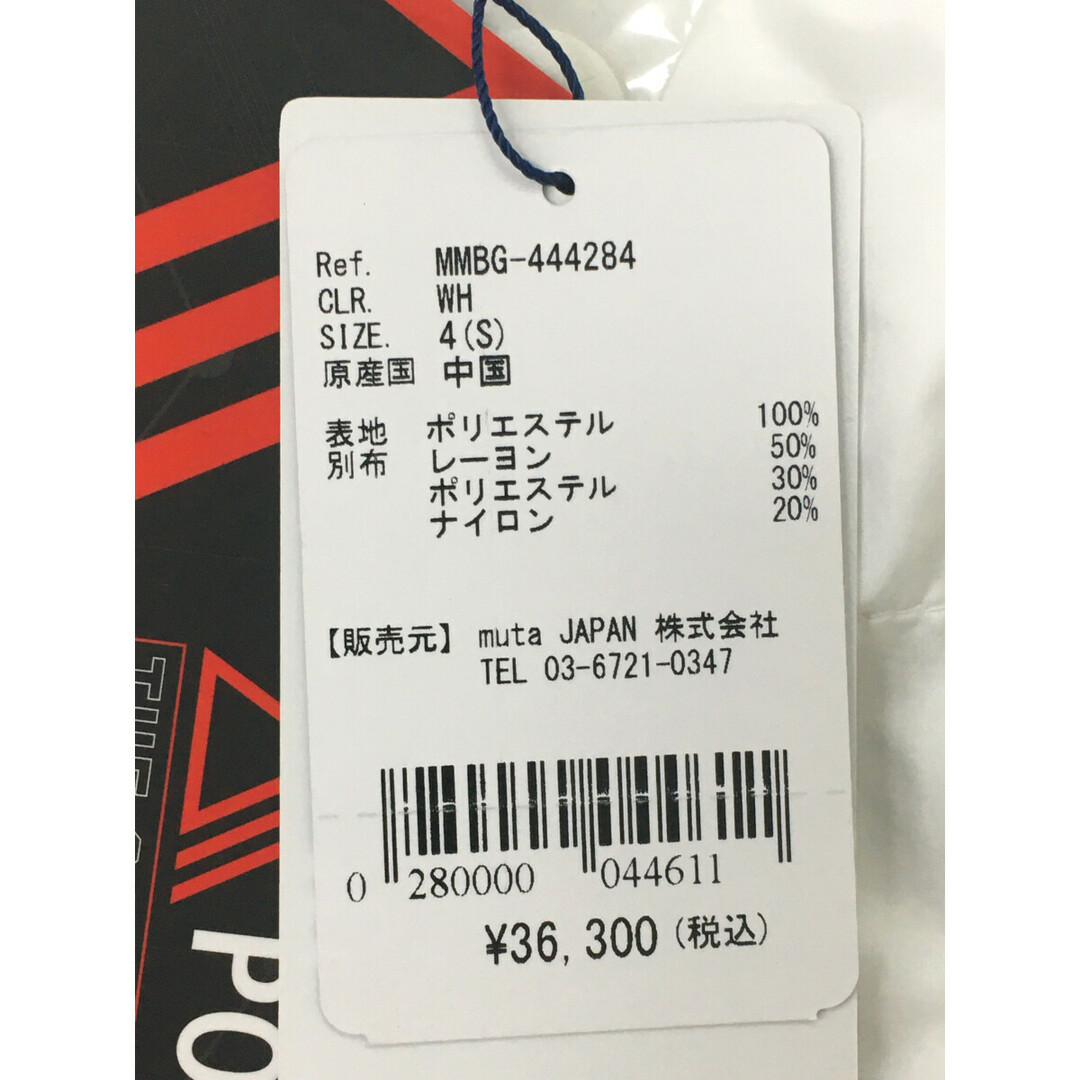 Ref. MMBG-444284
CLR. WH
SIZE. 4(S)
原産国 中国
表地 ポリエステル 100%
別布 レーヨン 50%
ポリエステル 30%
ナイロン 20%
【販売元】 muta JAPAN 株式会社
TEL 03-6721-0347
0 280000 044611
¥36,300(税込)
THE
PO